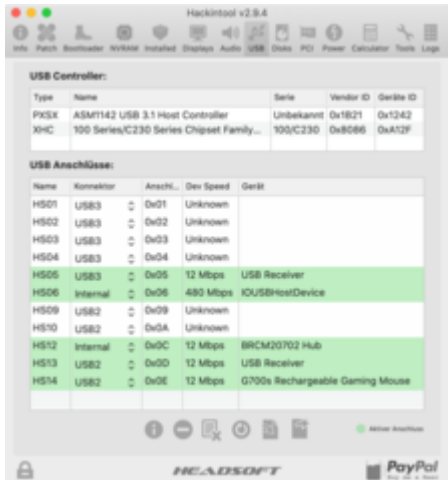 Hackintool v2.9.4
Info Patch Bootloader NVRAM Installed Displays Audio USB Disks PCI Power Calculator Tools Logs
USB Controller:
Type Name Serie Vendor ID Geräte ID
PXSX ASM1142 USB 3.1 Host Controller Unbekannt 0x1B21 0x1242
XHC 100 Series/C230 Series Chipset Family... 100/C230 0x8086 0xA12F
USB Anschlüsse:
Name Konnektor Anschl... Dev Speed Gerät
HS01 USB3 0x01 Unknown
HS02 USB3 0x02 Unknown
HS03 USB3 0x03 Unknown
HS04 USB3 0x04 Unknown
HS05 USB3 0x05 12 Mbps USB Receiver
HS06 Internal 0x06 480 Mbps IOUSBHostDevice
HS09 USB2 0x09 Unknown
HS10 USB2 0x0A Unknown
HS12 Internal 0x0C 12 Mbps BRCM20702 Hub
HS13 USB2 0x0D 12 Mbps USB Receiver
HS14 USB2 0x0E 12 Mbps G700s Rechargeable Gaming Mouse
Aktiver Anschluss
HEADSOFT
PayPal
Buy me a Beer!